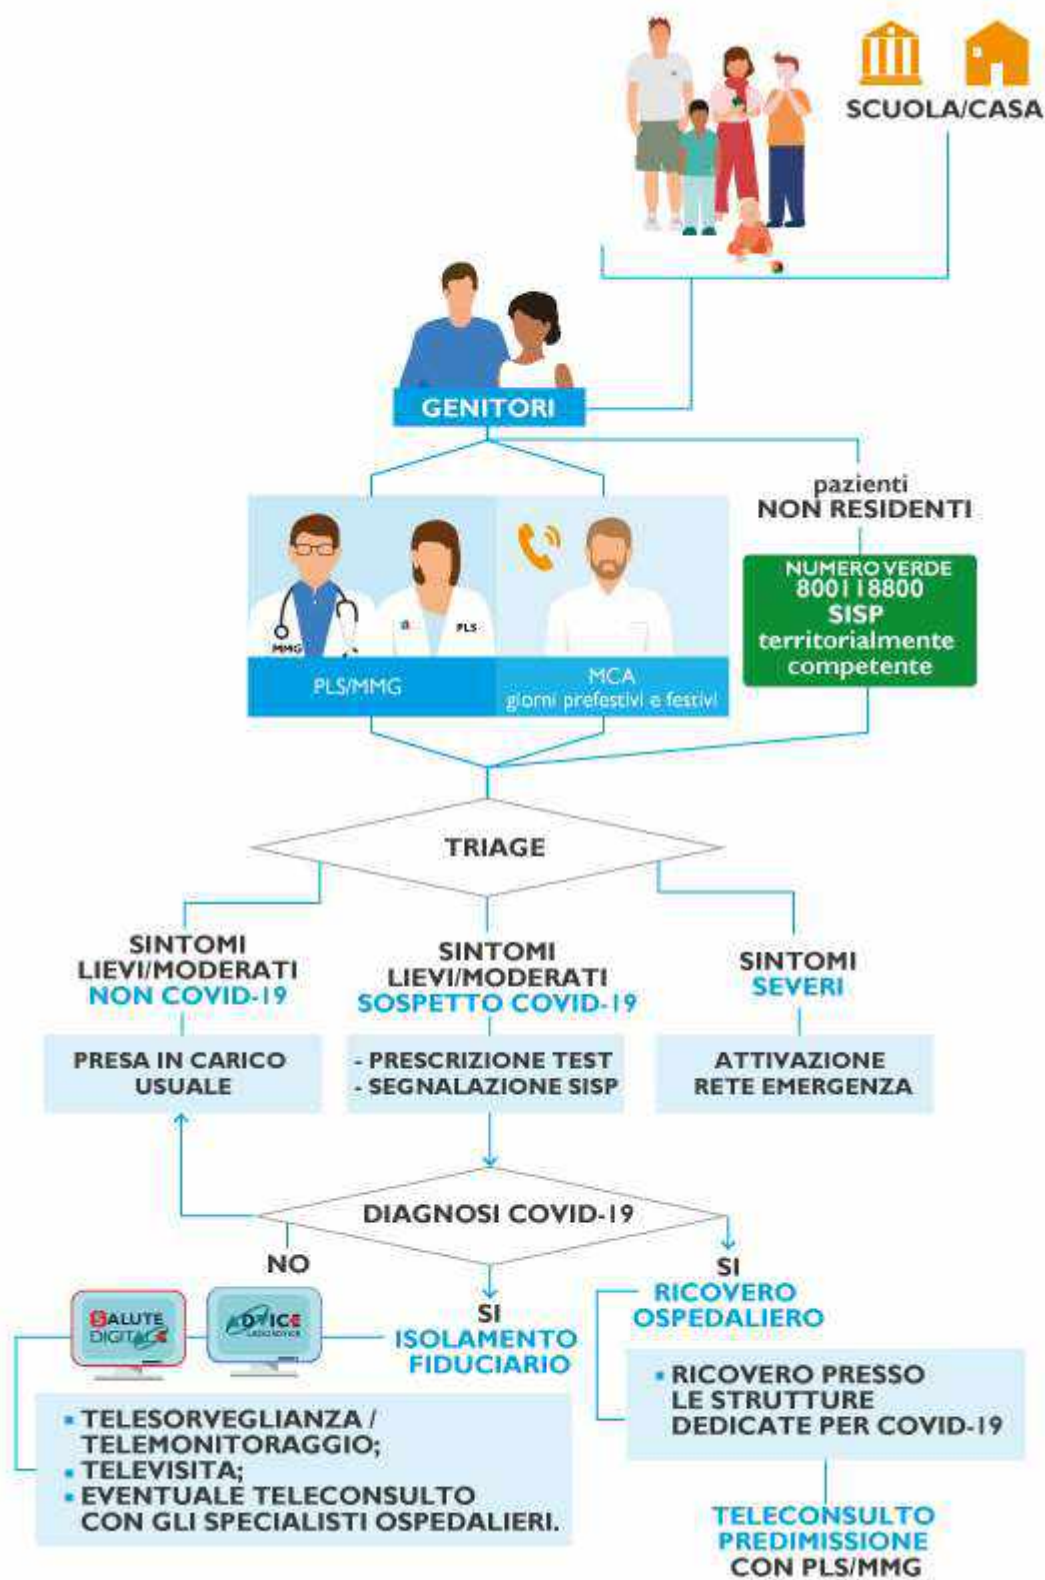 SCUOLA/CASA
GENITORI
pazienti
NON RESIDENTI
NUMERO VERDE
800118800
SISP
territorialmente
competente
MMG
PLS
PLS/MMG
MCA
giorni prefestivi e festivi
TRIAGE
SINTOMI
LIEVI/MODERATI
NON COVID-19
SINTOMI
LIEVI/MODERATI
SOSPETTO COVID-19
SINTOMI
SEVERI
PRESA IN CARICO
USUALE
- PRESCRIZIONE TEST
- SEGNALAZIONE SISP
ATTIVAZIONE
RETE EMERGENZA
DIAGNOSI COVID-19
NO
SI
ISOLAMENTO
FIDUCIARIO
SI
RICOVERO
OSPEDALIERO
SALUTE
DIGITALE
ADVICE
LAZIO ADVICE
▪ TELESORVEGLIANZA /
TELEMONITORAGGIO;
▪ TELEVISITA;
▪ EVENTUALE TELECONSULTO
CON GLI SPECIALISTI OSPEDALIERI.
▪ RICOVERO PRESSO
LE STRUTTURE
DEDICATE PER COVID-19
TELECONSULTO
PREDIMISSIONE
CON PLS/MMG